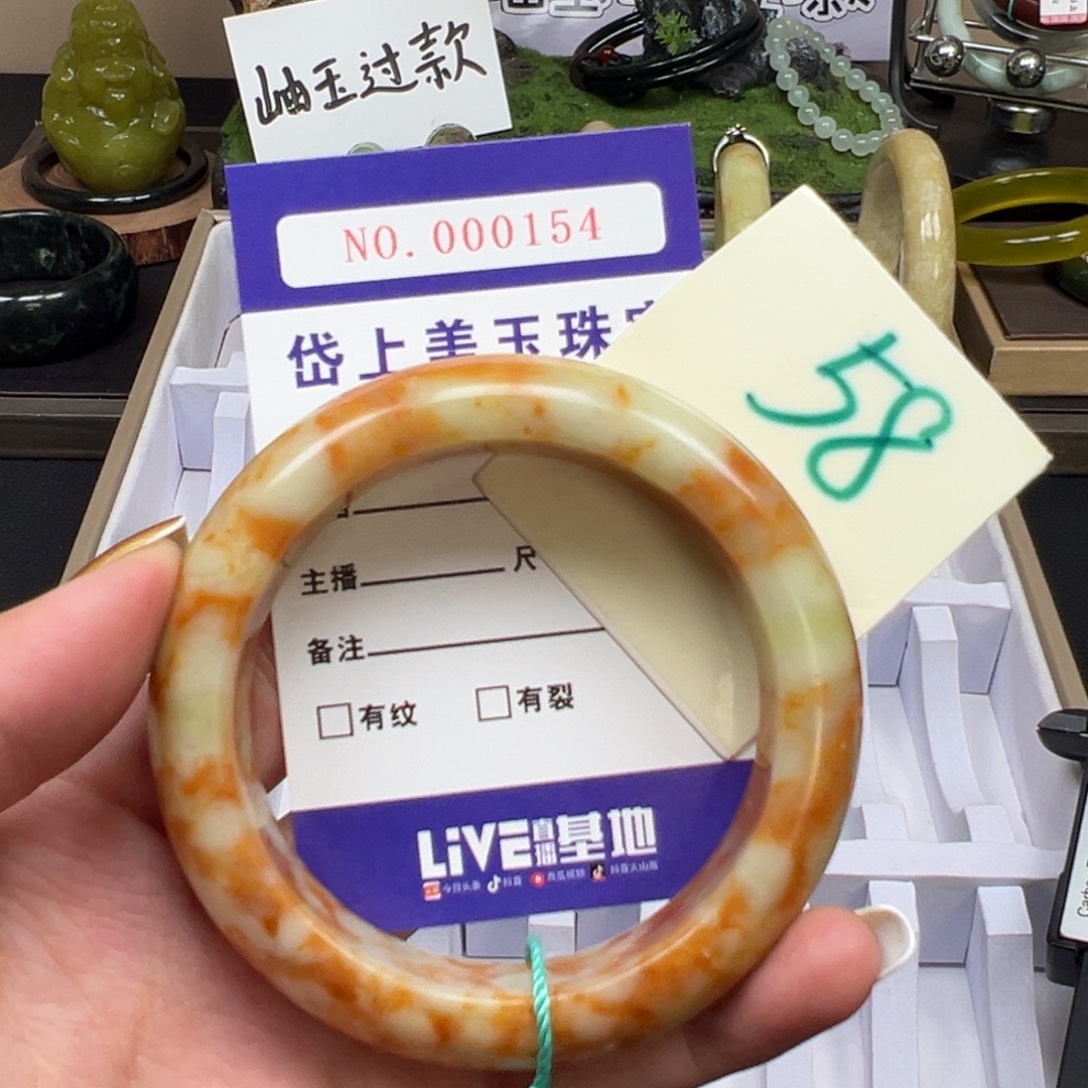 岫玉过款
NO.000154
岱上美玉珠
58
主播 尺
备注
有纹 有裂
LiVE直播基地
今日头条 抖音 西瓜视频 抖音火山版